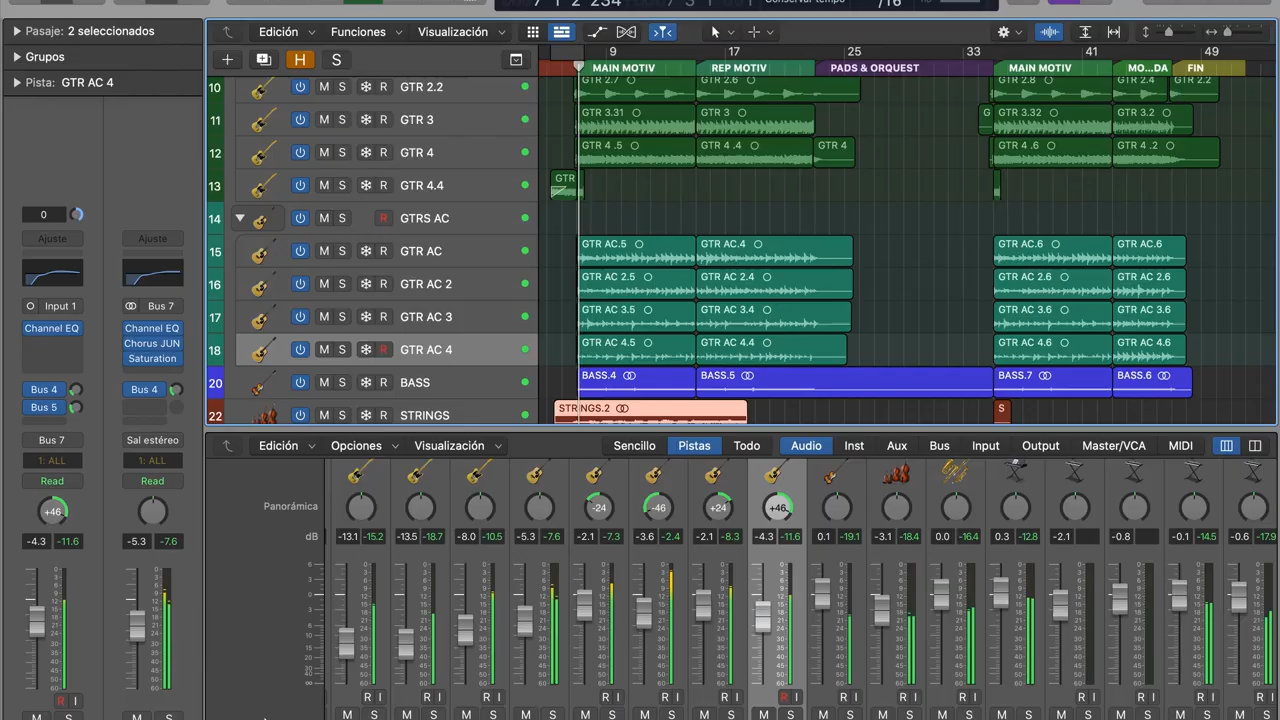 Conservar tempo
/16
Pasaje: 2 seleccionados
Edición Funciones Visualización
9 17 25 33 41 49
Grupos
H S
MAIN MOTIV REP MOTIV PADS & ORQUEST MAIN MOTIV MO...DA FIN
Pista: GTR AC 4
10 M S R GTR 2.2 GTR 2.7 GTR 2.6 GTR 2.8 GTR 2.4 GTR 2.2
11 M S R GTR 3 GTR 3.31 GTR 3 G GTR 3.32 GTR 3.2
12 M S R GTR 4 GTR 4 .5 GTR 4 .4 GTR 4 GTR 4 .6 GTR 4 .2
13 M S R GTR 4.4 GTR
14 M S R GTRS AC
15 M S R GTR AC GTR AC.5 GTR AC.4 GTR AC.6 GTR AC.6
16 M S R GTR AC 2 GTR AC 2.5 GTR AC 2.4 GTR AC 2.6 GTR AC 2.6
17 M S R GTR AC 3 GTR AC 3.5 GTR AC 3.4 GTR AC 3.6 GTR AC 3.6
18 M S R GTR AC 4 GTR AC 4.5 GTR AC 4.4 GTR AC 4.6 GTR AC 4.6
20 M S R BASS BASS.4 BASS.5 BASS.7 BASS.6
22 M S R STRINGS STRINGS.2 S
0
Ajuste Ajuste
Input 1 Bus 7
Channel EQ Channel EQ
Chorus JUN
Saturation
Bus 4 Bus 4
Bus 5
Bus 7 Sal estéreo
1: ALL 1: ALL
Read Read
+46
-4.3 -11.6 -5.3 -7.6
R I
M S M S
Edición Opciones Visualización Sencillo Pistas Todo Audio Inst Aux Bus Input Output Master/VCA MIDI
Panorámica -24 -46 +24 +46
dB -13.1 -15.2 -13.5 -18.7 -8.0 -10.5 -5.3 -7.6 -2.1 -7.3 -3.6 -2.4 -2.1 -8.3 -4.3 -11.6 0.1 -19.1 -3.1 -18.4 0.0 -16.4 0.3 -12.8 -2.1 -0.8 -0.1 -14.5 -0.6 -17.9
R I R I R I R I R I R I R I R I R I R I R I R I R I R I R I R I
M S M S M S M S M S M S M S M S M S M S M S M S M S M S M S M S